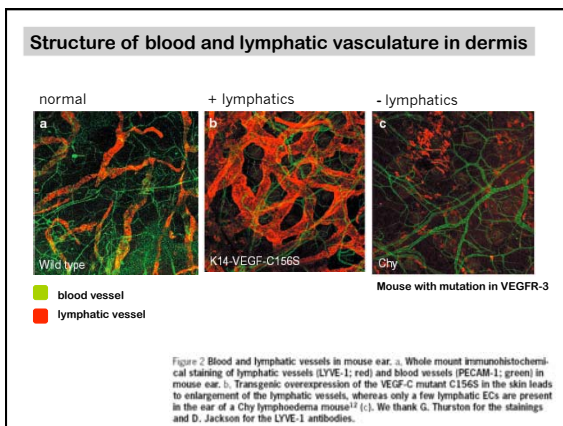 Structure of blood and lymphatic vasculature in dermis
normal
+ lymphatics
- lymphatics
a
b
c
Wild type
K14-VEGF-C156S
Chy
Mouse with mutation in VEGFR-3
blood vessel
lymphatic vessel
Figure 2 Blood and lymphatic vessels in mouse ear. a, Whole mount immunohistochemi-
cal staining of lymphatic vessels (LYVE-1; red) and blood vessels (PECAM-1; green) in
mouse ear. b, Transgenic overexpression of the VEGF-C mutant C156S in the skin leads
to enlargement of the lymphatic vessels, whereas only a few lymphatic ECs are present
in the ear of a Chy lymphoedema mouse12 (c). We thank G. Thurston for the stainings
and D. Jackson for the LYVE-1 antibodies.